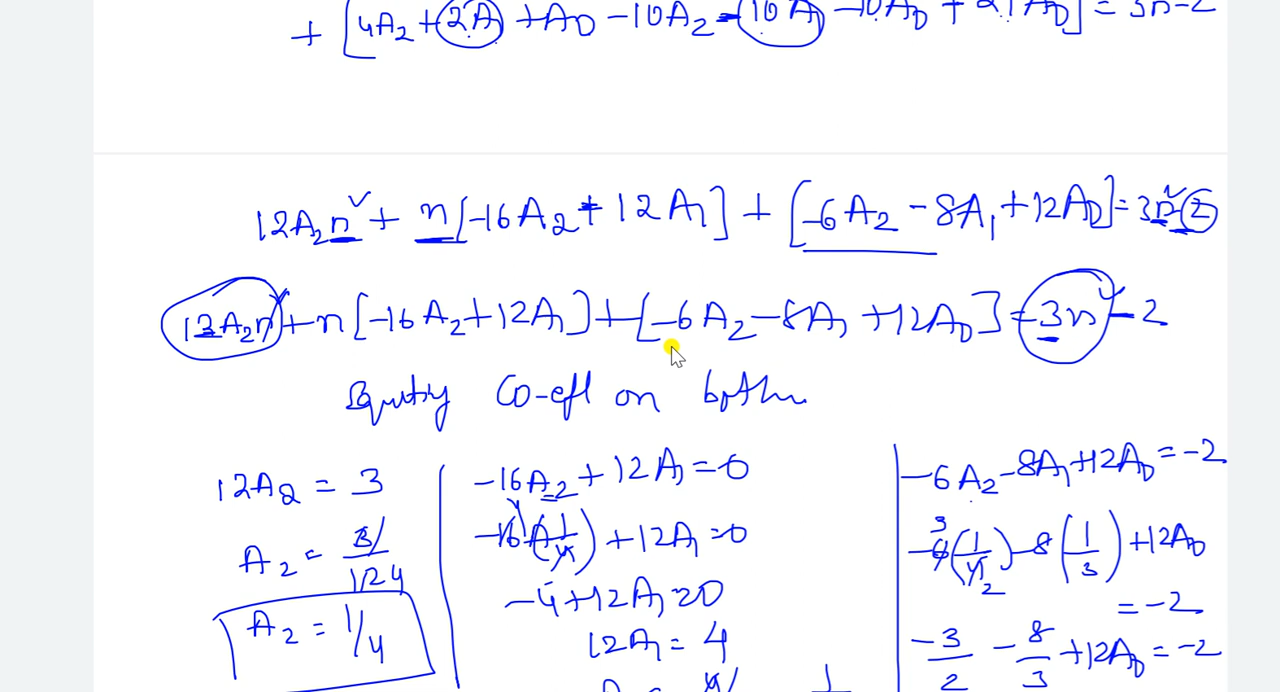 + [4A₂ + 2A₁ + A₀ - 10A₂ - 10A₁ - 10A₀ + 21A₀] = 3n²-2
12A₂n² + n[-16A₂ + 12A₁] + [-6A₂ - 8A₁ + 12A₀] = 3n²-2
12A₂n² + n[-16A₂ + 12A₁] + [-6A₂ - 8A₁ + 12A₀] = 3n² - 2
Co-eff on both
12A₂ = 3
A₂ = 3/12 4
A₂ = 1/4
-16A₂ + 12A₁ = 0
-16(1/4) + 12A₁ = 0
-4 + 12A₁ = 0
12A₁ = 4
-6A₂ - 8A₁ + 12A₀ = -2
-6(1/4) - 8(1/3) + 12A₀
= -2
-3/2 - 8/3 + 12A₀ = -2